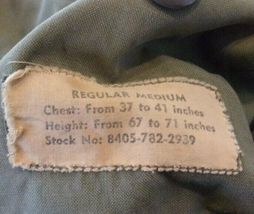 REGULAR MEDIUM
Chest: From 37 to 41 inches
Height: From 67 to 71 inches
Stock No: 8405-782-2939